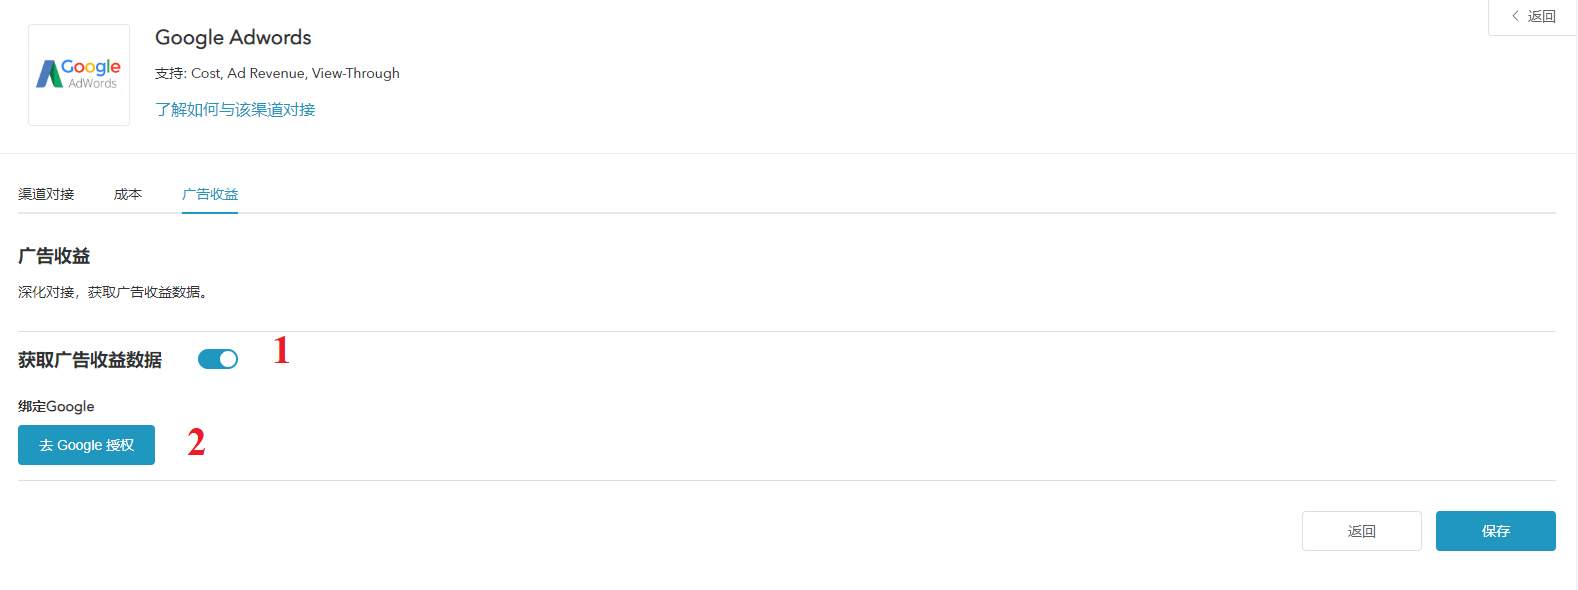 返回
Google AdWords
Google Adwords
支持: Cost, Ad Revenue, View-Through
了解如何与该渠道对接
渠道对接 成本 广告收益
广告收益
深化对接，获取广告收益数据。
获取广告收益数据 1
绑定Google
去 Google 授权 2
返回 保存